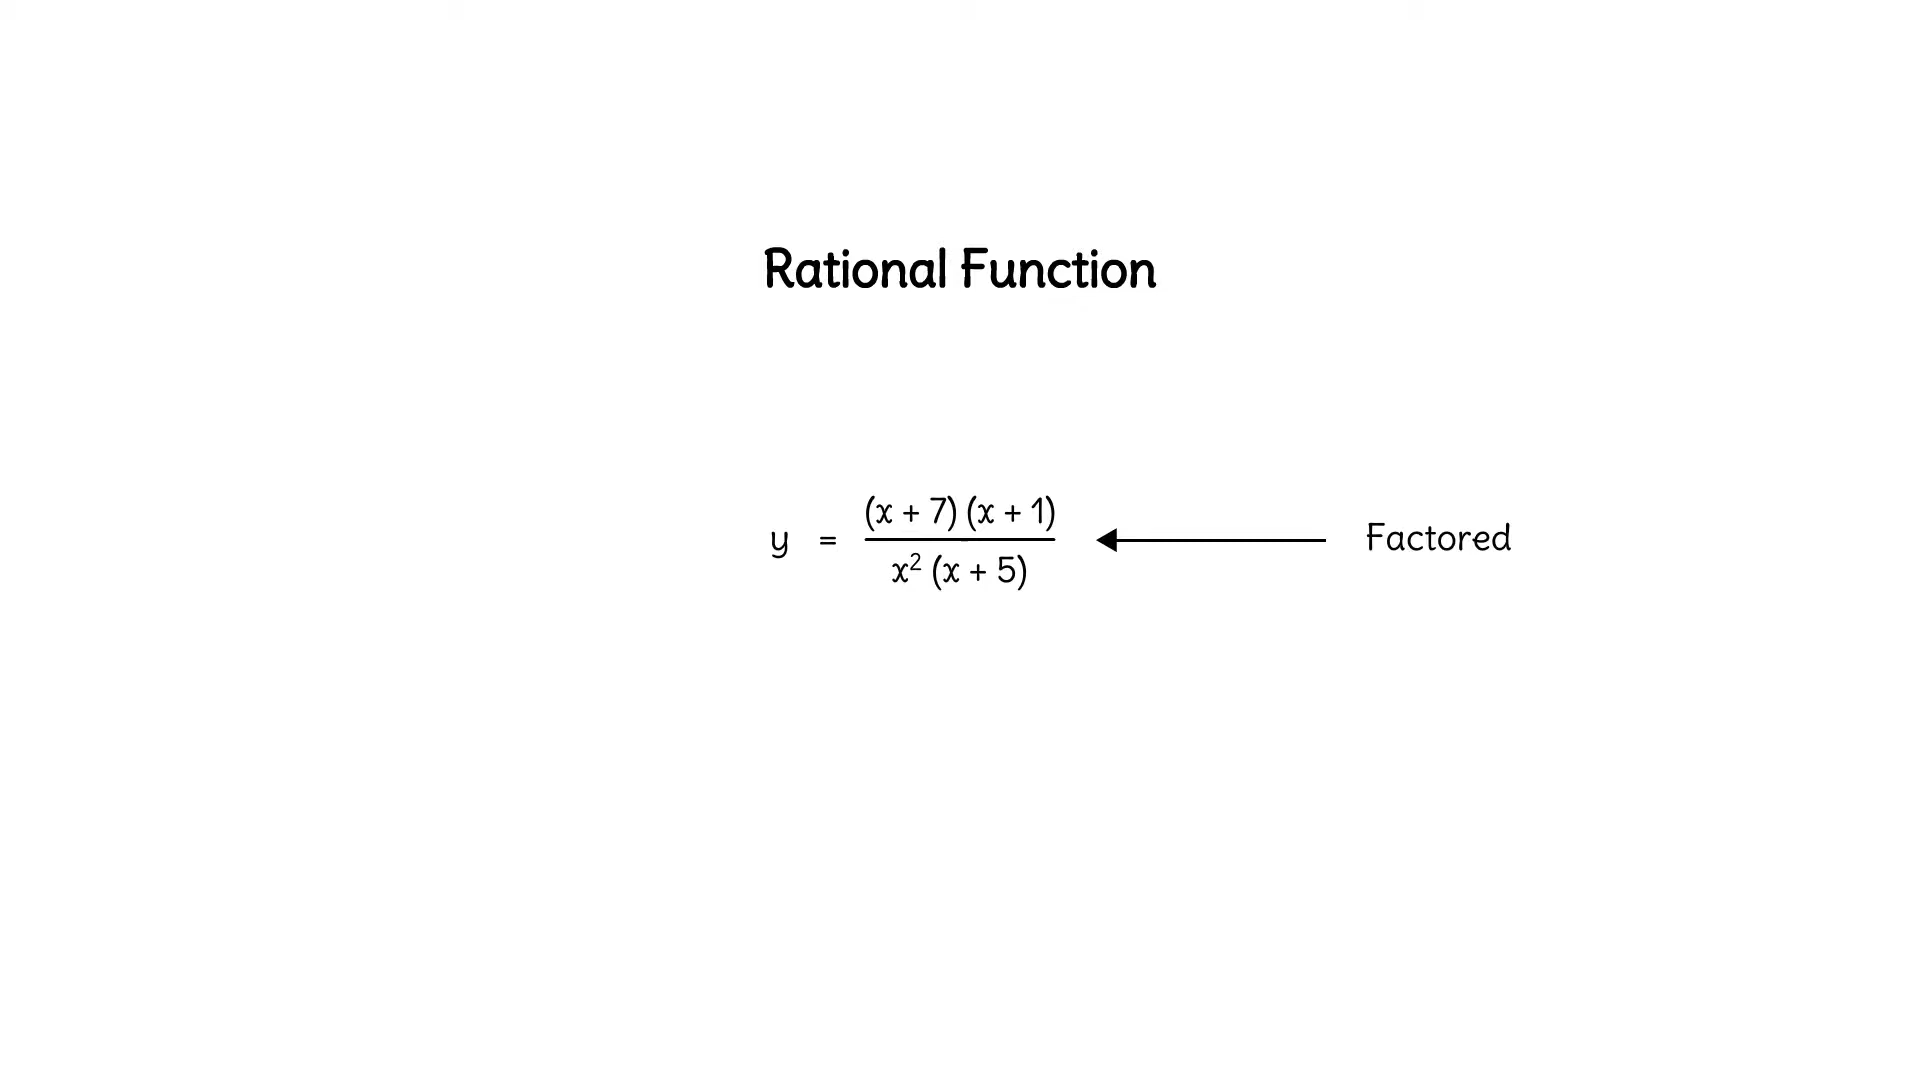 Rational Function
y = (x + 7) (x + 1) / x² (x + 5) Factored